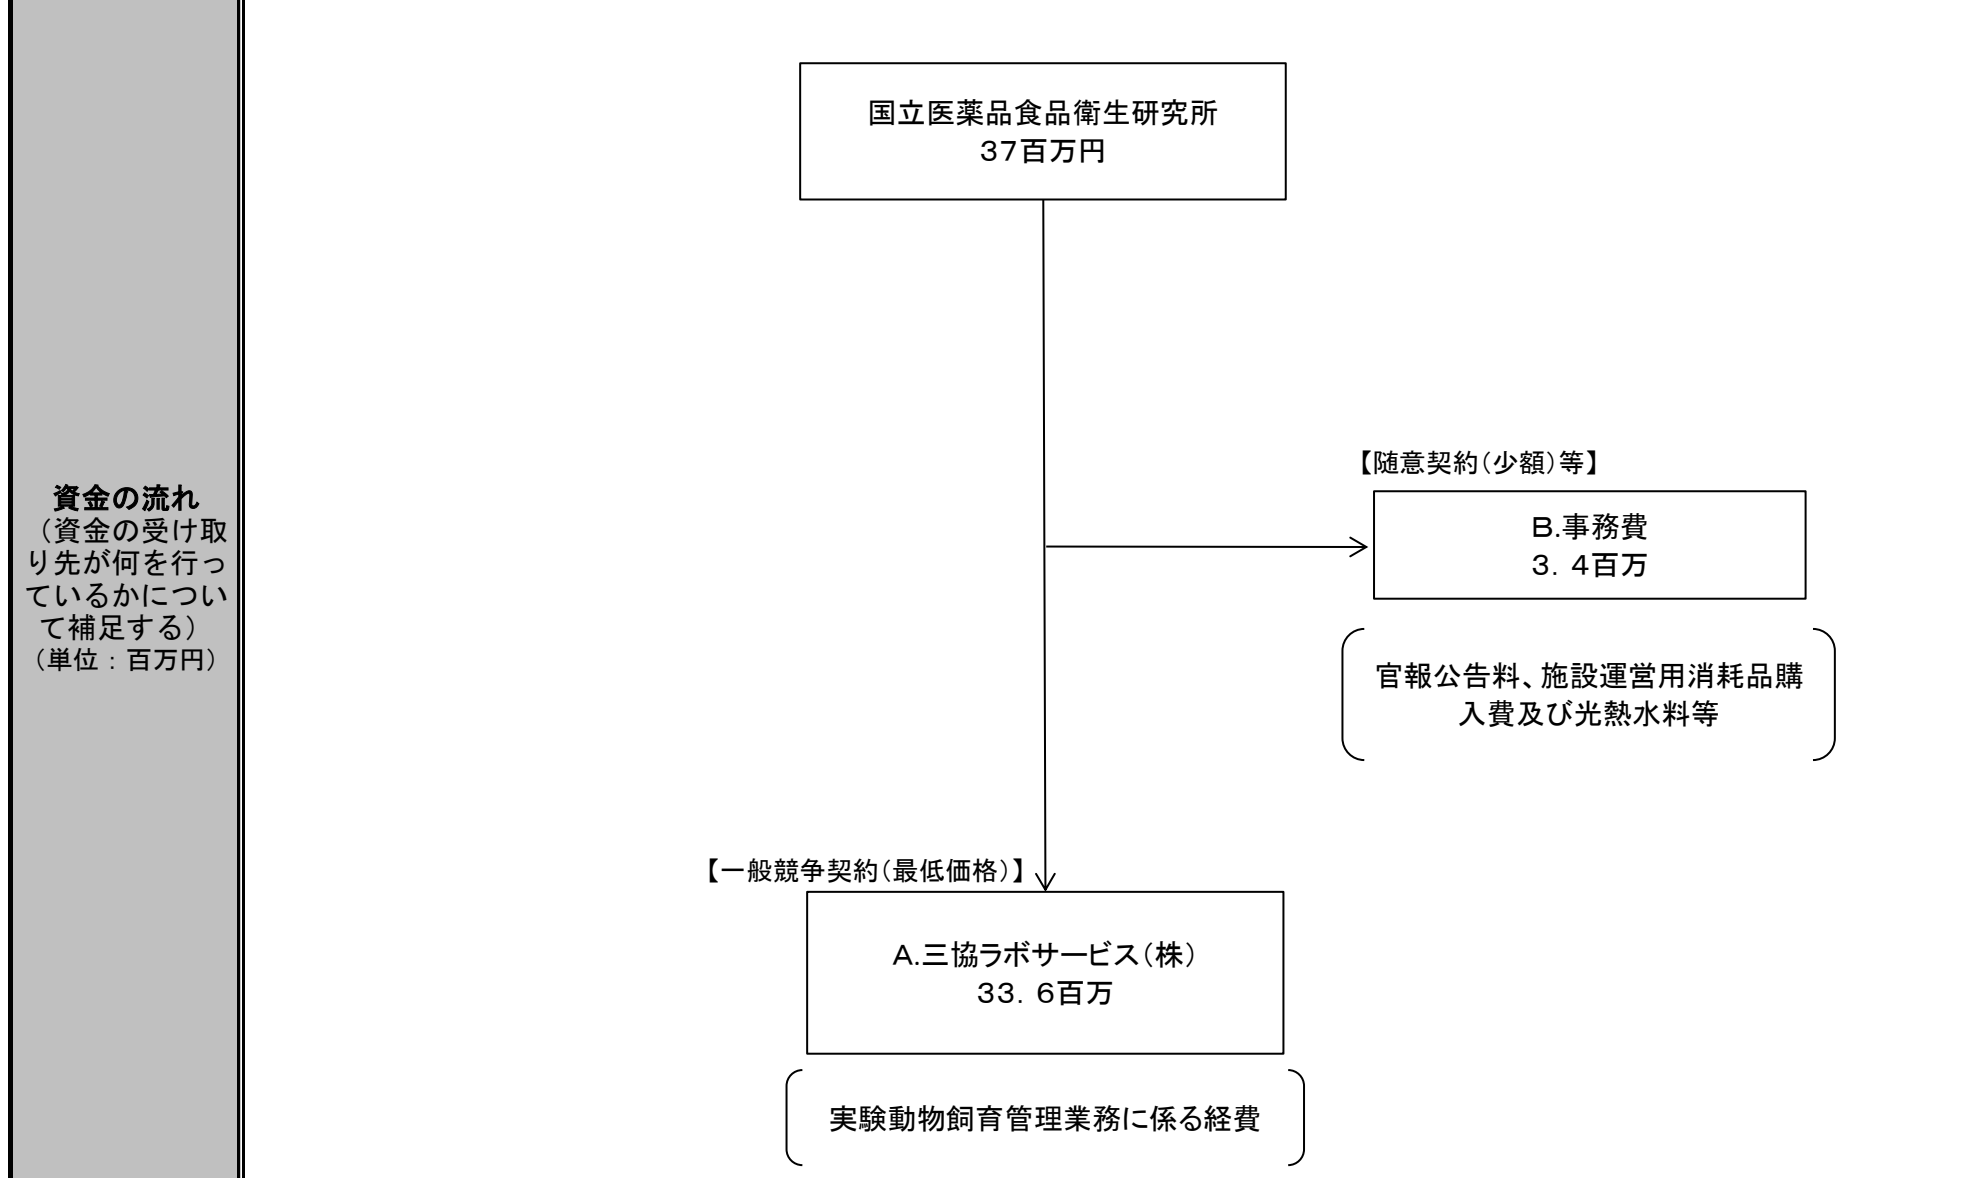 資金の流れ
（資金の受け取
り先が何を行っ
ているかについ
て補足する）
（単位：百万円）
国立医薬品食品衛生研究所
３７百万円
【随意契約（少額）等】
Ｂ．事務費
３．４百万
官報公告料、施設運営用消耗品購
入費及び光熱水料等
【一般競争契約（最低価格）】
Ａ．三協ラボサービス（株）
３３．６百万
実験動物飼育管理業務に係る経費